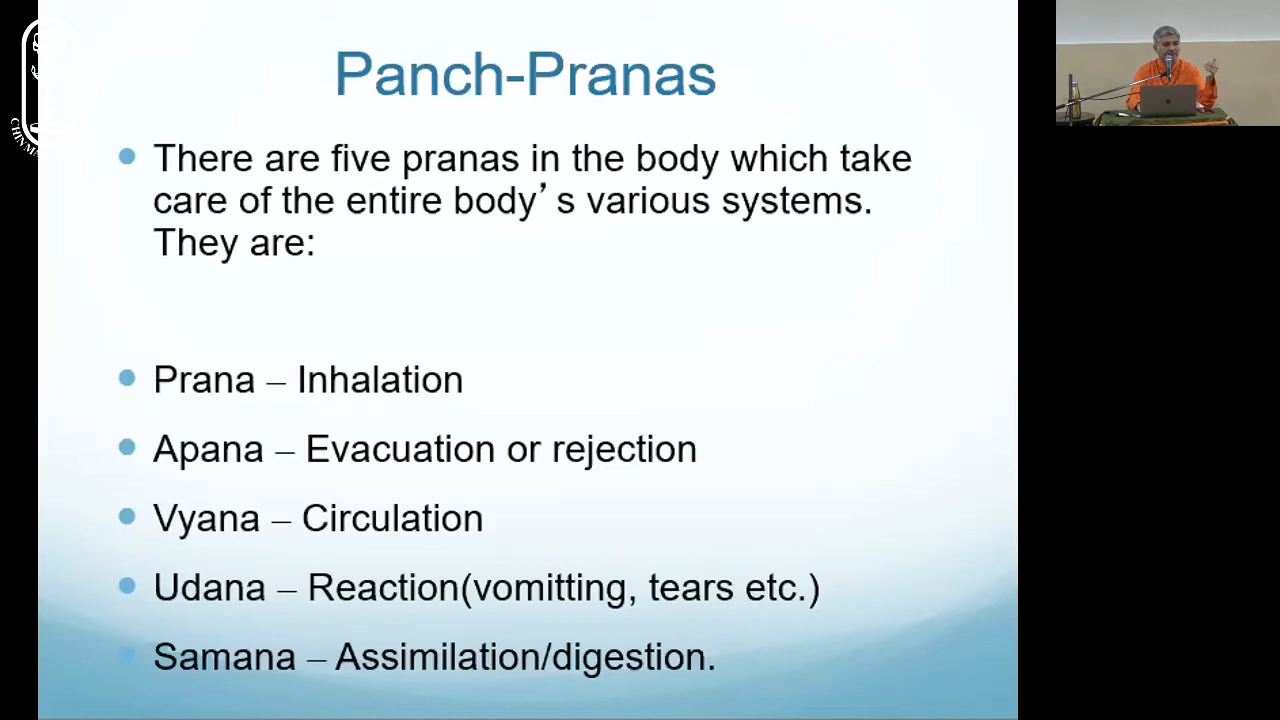 Panch-Pranas
There are five pranas in the body which take
care of the entire body’s various systems.
They are:
Prana – Inhalation
Apana – Evacuation or rejection
Vyana – Circulation
Udana – Reaction(vomitting, tears etc.)
Samana – Assimilation/digestion.